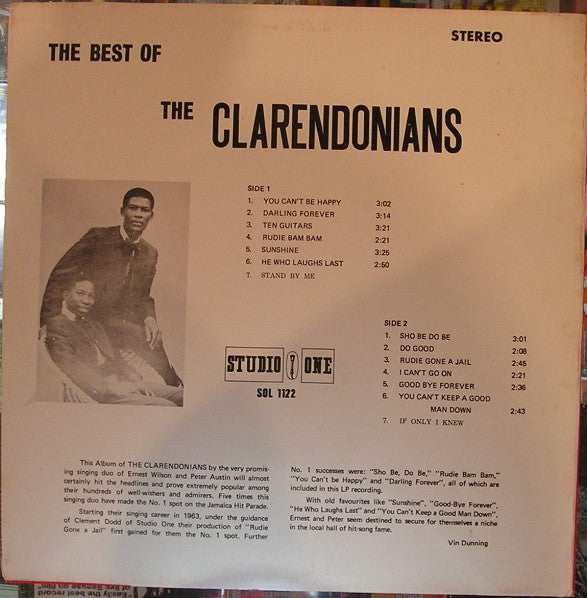 THE BEST OF
STEREO
THE CLARENDONIANS
SIDE 1
1. YOU CAN'T BE HAPPY 3:02
2. DARLING FOREVER 3:14
3. TEN GUITARS 3:21
4. RUDIE BAM BAM 2:21
5. SUNSHINE 3:25
6. HE WHO LAUGHS LAST 2:50
7. STAND BY ME
SIDE 2
1. SHO BE DO BE 3:01
2. DO GOOD 2:08
3. RUDIE GONE A JAIL 2:45
4. I CAN'T GO ON 2:21
5. GOOD BYE FOREVER 2:36
6. YOU CAN'T KEEP A GOOD
MAN DOWN 2:43
7. IF ONLY I KNEW
STUDIO ONE
SOL 1122
This Album of THE CLARENDONIANS by the very promis-
ing singing duo of Ernest Wilson and Peter Austin will almost
certainly hit the headlines and prove extremely popular among
their hundreds of well-wishers and admirers. Five times this
singing duo have made the No. 1 spot on the Jamaica Hit Parade.
Starting their singing career in 1963, under the guidance
of Clement Dodd of Studio One their production of "Rudie
Gone a Jail" first gained for them the No. 1 spot. Further
No. 1 successes were: "Sho Be, Do Be," "Rudie Bam Bam,"
"You Can't be Happy" and "Darling Forever", all of which are
included in this LP recording.
With old favourites like "Sunshine", "Good-Bye Forever",
"He Who Laughs Last" and "You Can't Keep a Good Man Down",
Ernest and Peter seem destined to secure for themselves a niche
in the local hall of hit-song fame.
Vin Dunning
"Easily the best record
of live Reggae on film"